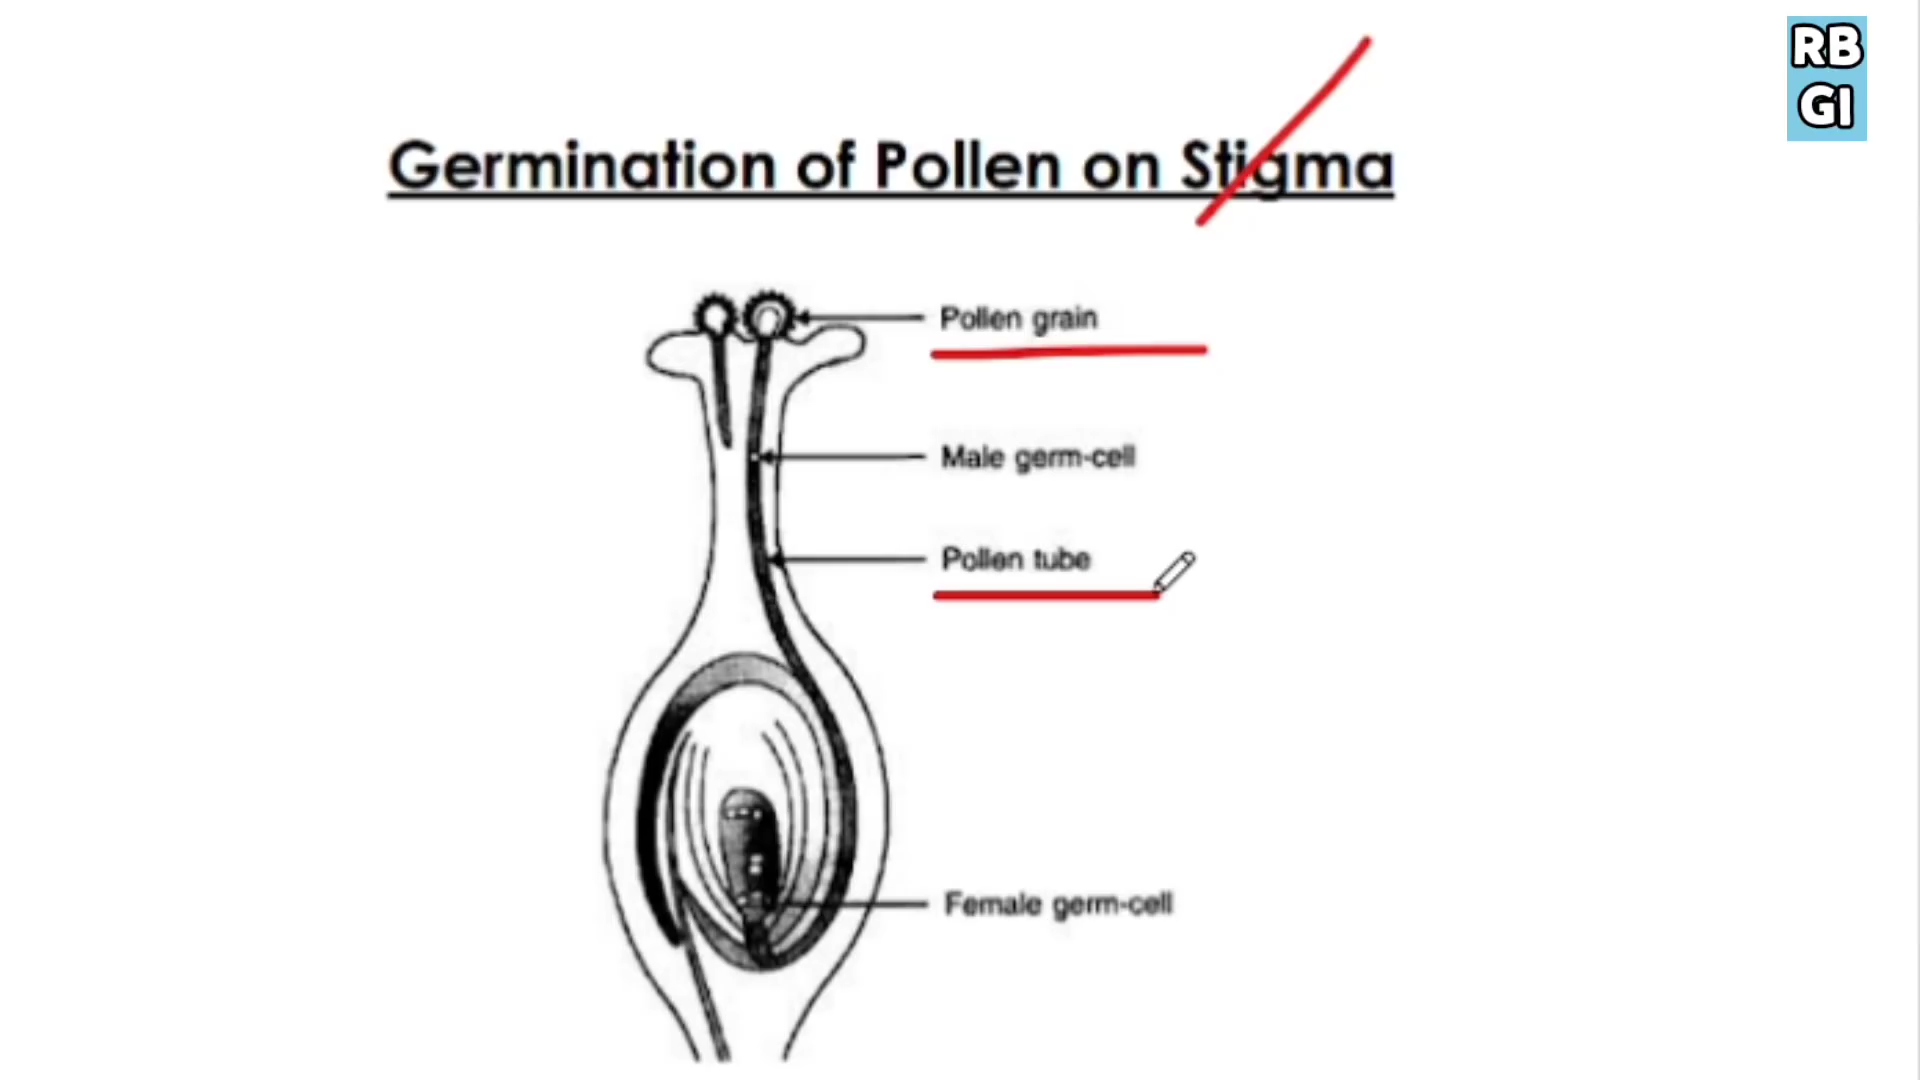 RB
GI
Germination of Pollen on Stigma
Pollen grain
Male germ-cell
Pollen tube
Female germ-cell